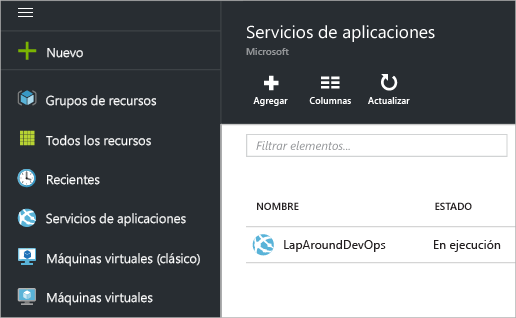 Nuevo
Grupos de recursos
Todos los recursos
Recientes
Servicios de aplicaciones
Máquinas virtuales (clásico)
Máquinas virtuales
Servicios de aplicaciones
Microsoft
Agregar Columnas Actualizar
Filtrar elementos...
NOMBRE ESTADO
LapAroundDevOps En ejecución